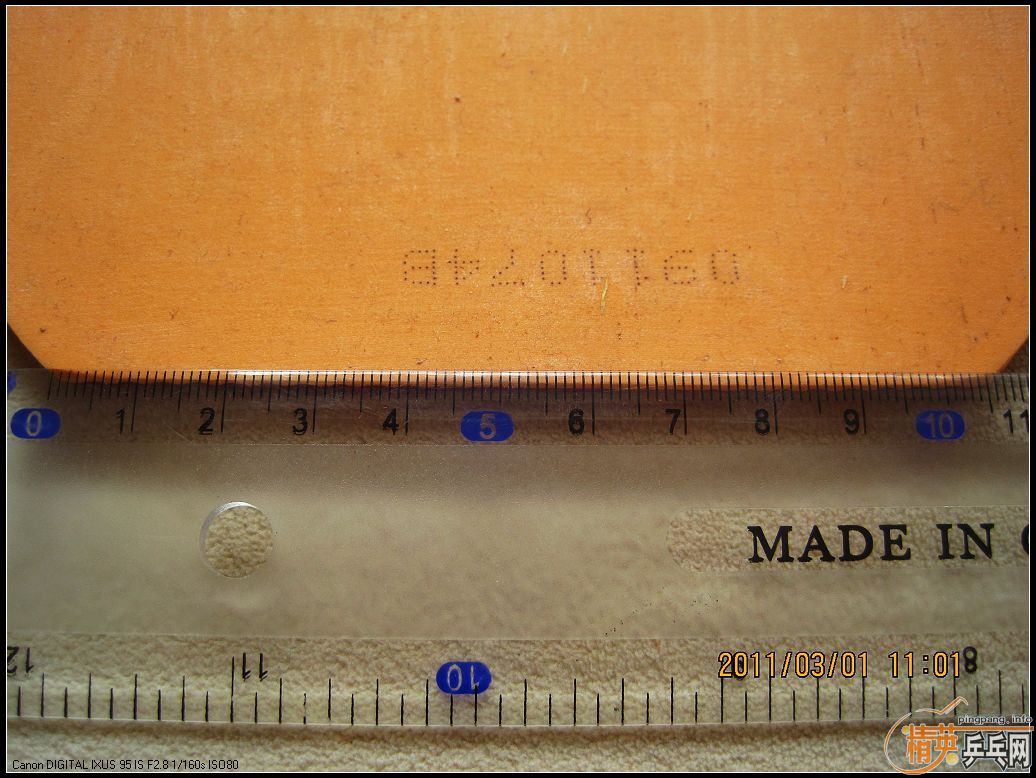 0911074B
0 1 2 3 4 5 6 7 8 9 10 11
MADE IN
12 11 10 8
2011/03/01 11:01
pingpang.info
精英乒乓网
Canon DIGITAL IXUS 95 IS F2.8 1/160s ISO80